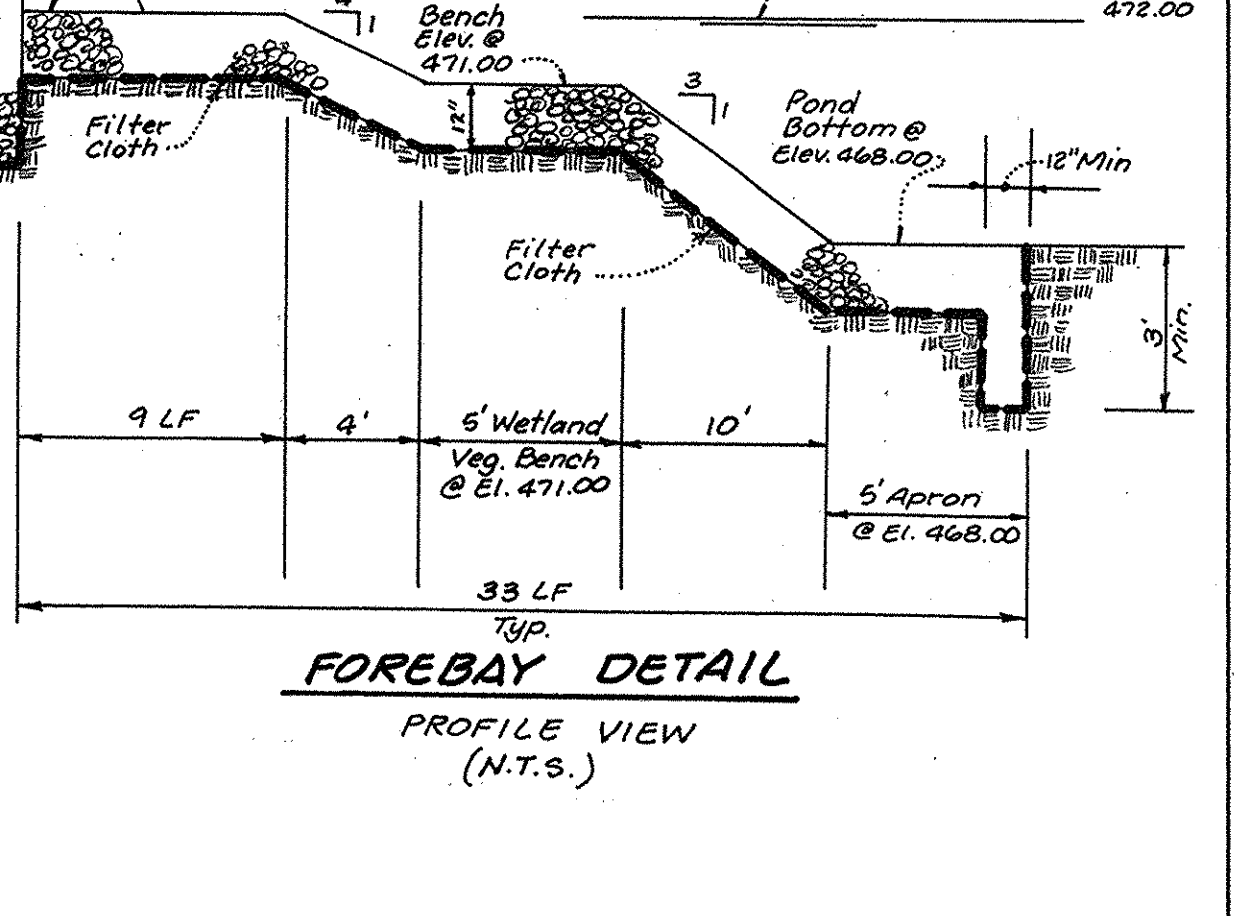 4
1
Bench
Elev. @
471.00
472.00
3
1
12"
Filter
Cloth
Pond
Bottom @
Elev. 468.00
12" Min
Filter
Cloth
3'
Min.
9 LF
4'
5' Wetland
Veg. Bench
@ El. 471.00
10'
5' Apron
@ El. 468.00
33 LF
Typ.
FOREBAY DETAIL
PROFILE VIEW
(N.T.S.)